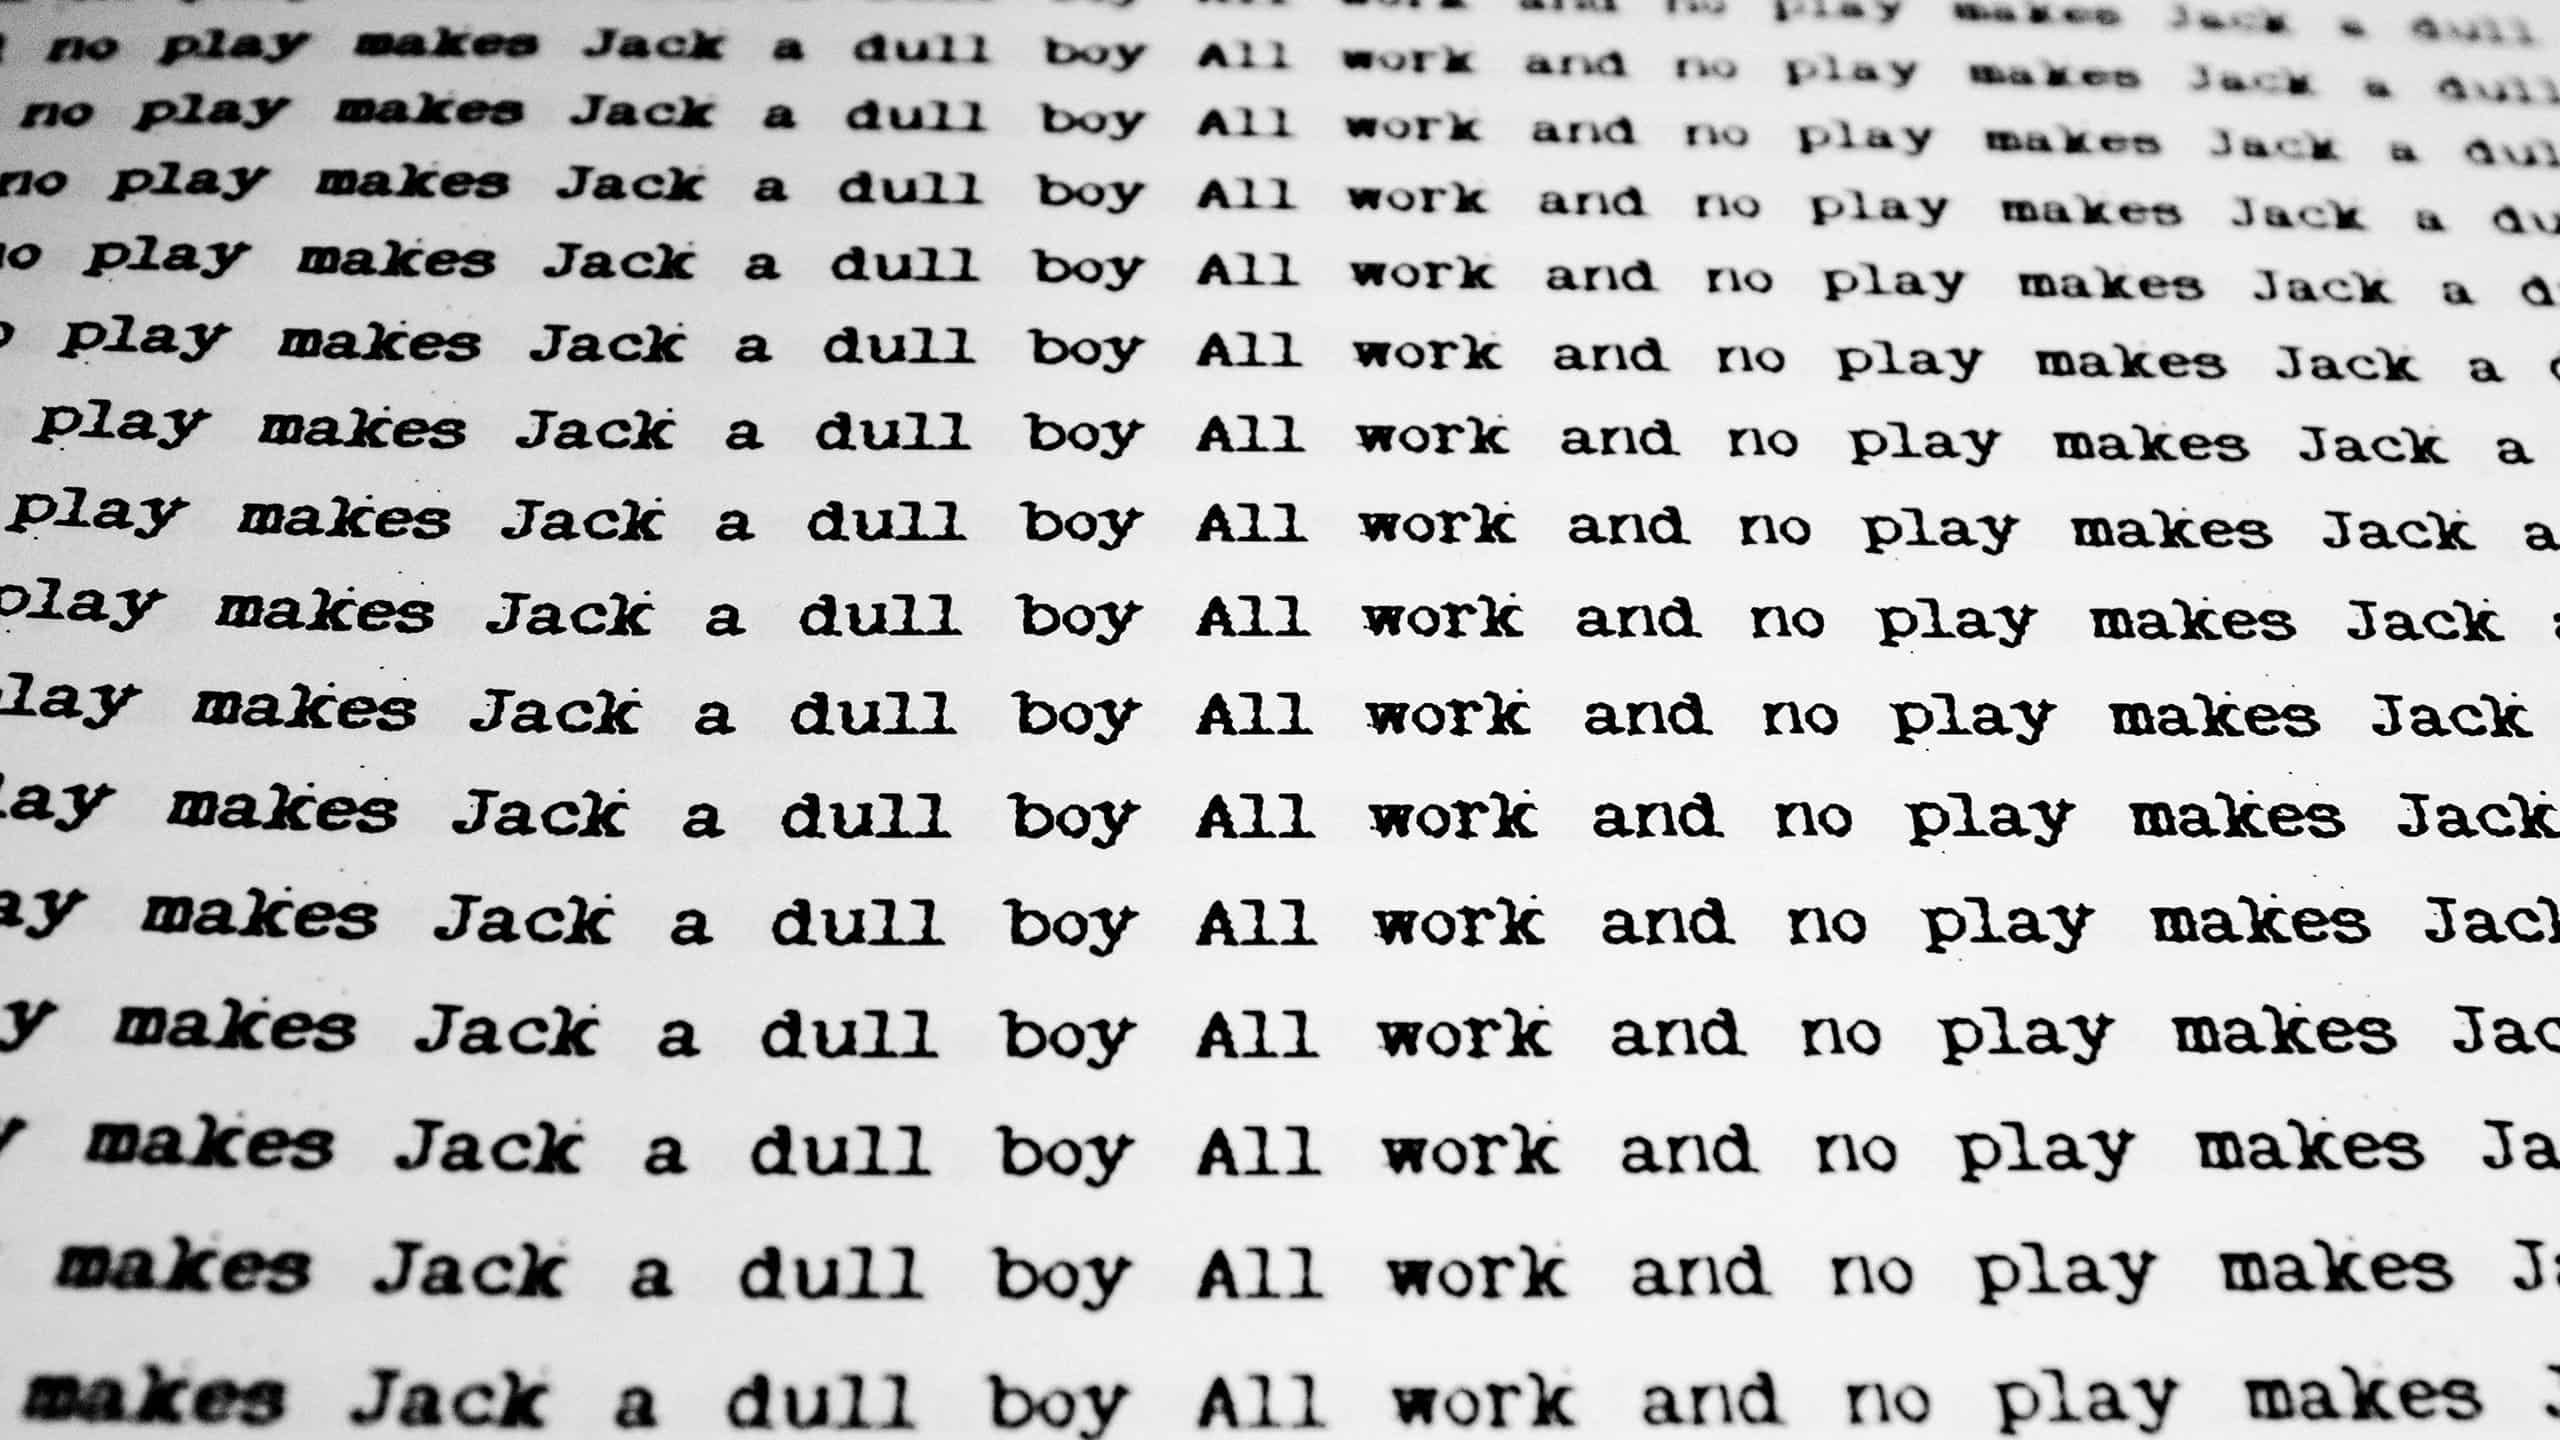 boy All work and no play makes Jack a dull
no play makes Jack a dull boy All work and no play makes Jack a dull
no play makes Jack a dull boy All work and no play makes Jack a dull
no play makes Jack a dull boy All work and no play makes Jack a dul
no play makes Jack a dull boy All work and no play makes Jack a du
o play makes Jack a dull boy All work and no play makes Jack a d
play makes Jack a dull boy All work and no play makes Jack a
play makes Jack a dull boy All work and no play makes Jack a
play makes Jack a dull boy All work and no play makes Jack a
lay makes Jack a dull boy All work and no play makes Jack
lay makes Jack a dull boy All work and no play makes Jack
ay makes Jack a dull boy All work and no play makes Jack
y makes Jack a dull boy All work and no play makes Jac
y makes Jack a dull boy All work and no play makes Ja
makes Jack a dull boy All work and no play makes Ja
makes Jack a dull boy All work and no play makes J